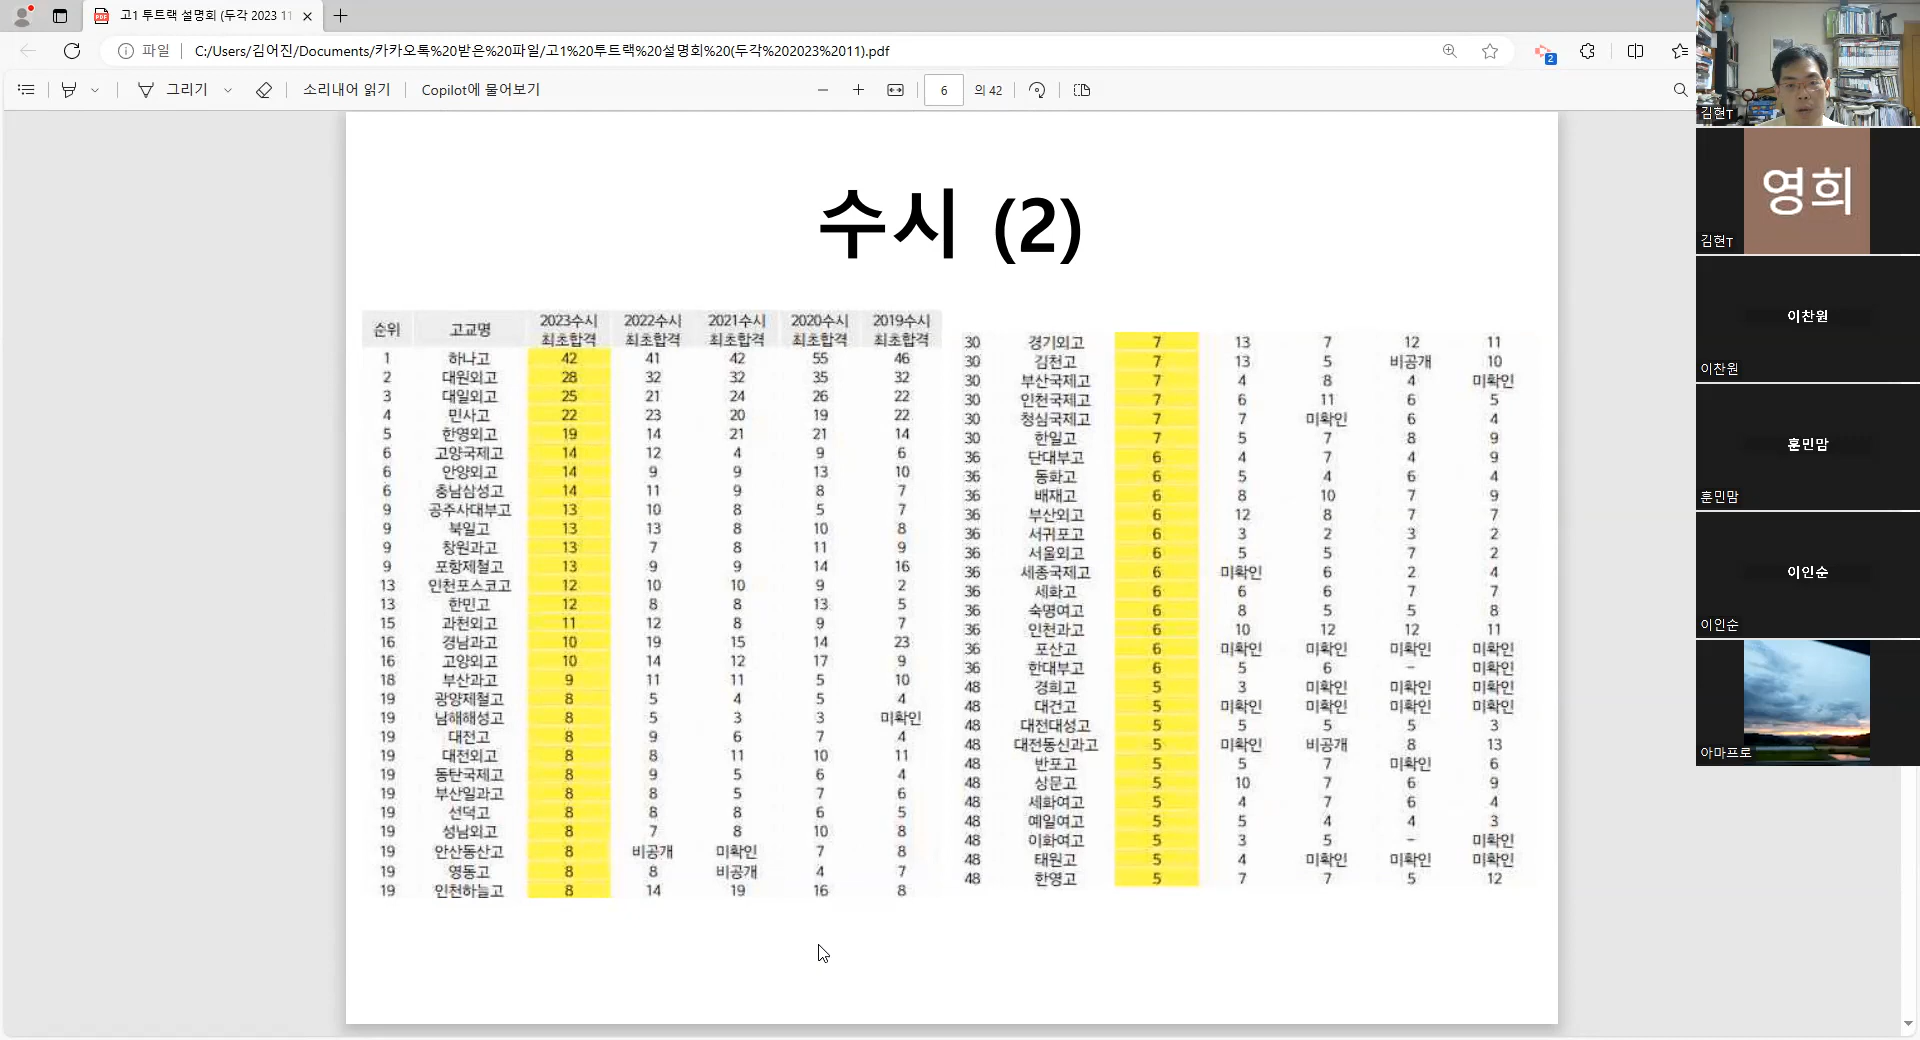 고1 투트랙 설명회 (두각 2023 11
파일
C:/Users/김어진/Documents/카카오톡%20받은%20파일/고1%20투트랙%20설명회%20(두각%202023%2011).pdf
2
그리기
소리내어 읽기
Copilot에 물어보기
6 의 42
수시 (2)
순위 고교명 2023수시 최초합격 2022수시 최초합격 2021수시 최초합격 2020수시 최초합격 2019수시 최초합격
1 하나고 42 41 42 55 46
2 대원외고 28 32 32 35 32
3 대일외고 25 21 24 26 22
4 민사고 22 23 20 19 22
5 한영외고 19 14 21 21 14
6 고양국제고 14 12 4 9 6
6 안양외고 14 9 9 13 10
6 충남삼성고 14 11 9 8 7
9 공주사대부고 13 10 8 5 7
9 북일고 13 13 8 10 8
9 창원과고 13 7 8 11 9
9 포항제철고 13 9 9 14 16
13 인천포스코고 12 10 10 9 2
13 한민고 12 8 8 13 5
15 과천외고 11 12 8 9 7
16 경남과고 10 19 15 14 23
16 고양외고 10 14 12 17 9
18 부산과고 9 11 11 5 10
19 광양제철고 8 5 4 5 4
19 남해해성고 8 5 3 3 미확인
19 대전고 8 9 6 7 4
19 대전외고 8 8 11 10 11
19 동탄국제고 8 9 5 6 4
19 부산일과고 8 8 5 7 6
19 선덕고 8 8 8 6 5
19 성남외고 8 7 8 10 8
19 안산동산고 8 비공개 미확인 7 8
19 영동고 8 8 비공개 4 7
19 인천하늘고 8 14 19 16 8
30 경기외고 7 13 7 12 11
30 김천고 7 13 5 비공개 10
30 부산국제고 7 4 8 4 미확인
30 인천국제고 7 6 11 6 5
30 청심국제고 7 7 미확인 6 4
30 한일고 7 5 7 8 9
36 단대부고 6 4 7 4 9
36 동화고 6 5 4 6 4
36 배재고 6 8 10 7 9
36 부산외고 6 12 8 7 7
36 서귀포고 6 3 2 3 2
36 서울외고 6 5 5 7 2
36 세종국제고 6 미확인 6 2 4
36 세화고 6 6 6 7 7
36 숙명여고 6 8 5 5 8
36 인천과고 6 10 12 12 11
36 포산고 6 미확인 미확인 미확인 미확인
36 한대부고 6 5 6 – 미확인
48 경희고 5 3 미확인 미확인 미확인
48 대건고 5 미확인 미확인 미확인 미확인
48 대전대성고 5 5 5 5 3
48 대전동신과고 5 미확인 비공개 8 13
48 반포고 5 5 7 미확인 6
48 상문고 5 10 7 6 9
48 세화여고 5 4 7 6 4
48 예일여고 5 5 4 4 3
48 이화여고 5 3 5 – 미확인
48 태원고 5 4 미확인 미확인 미확인
48 한영고 5 7 7 5 12
김현T
영희
김현T
이찬원
이찬원
훈민맘
훈민맘
이인순
이인순
아마프로